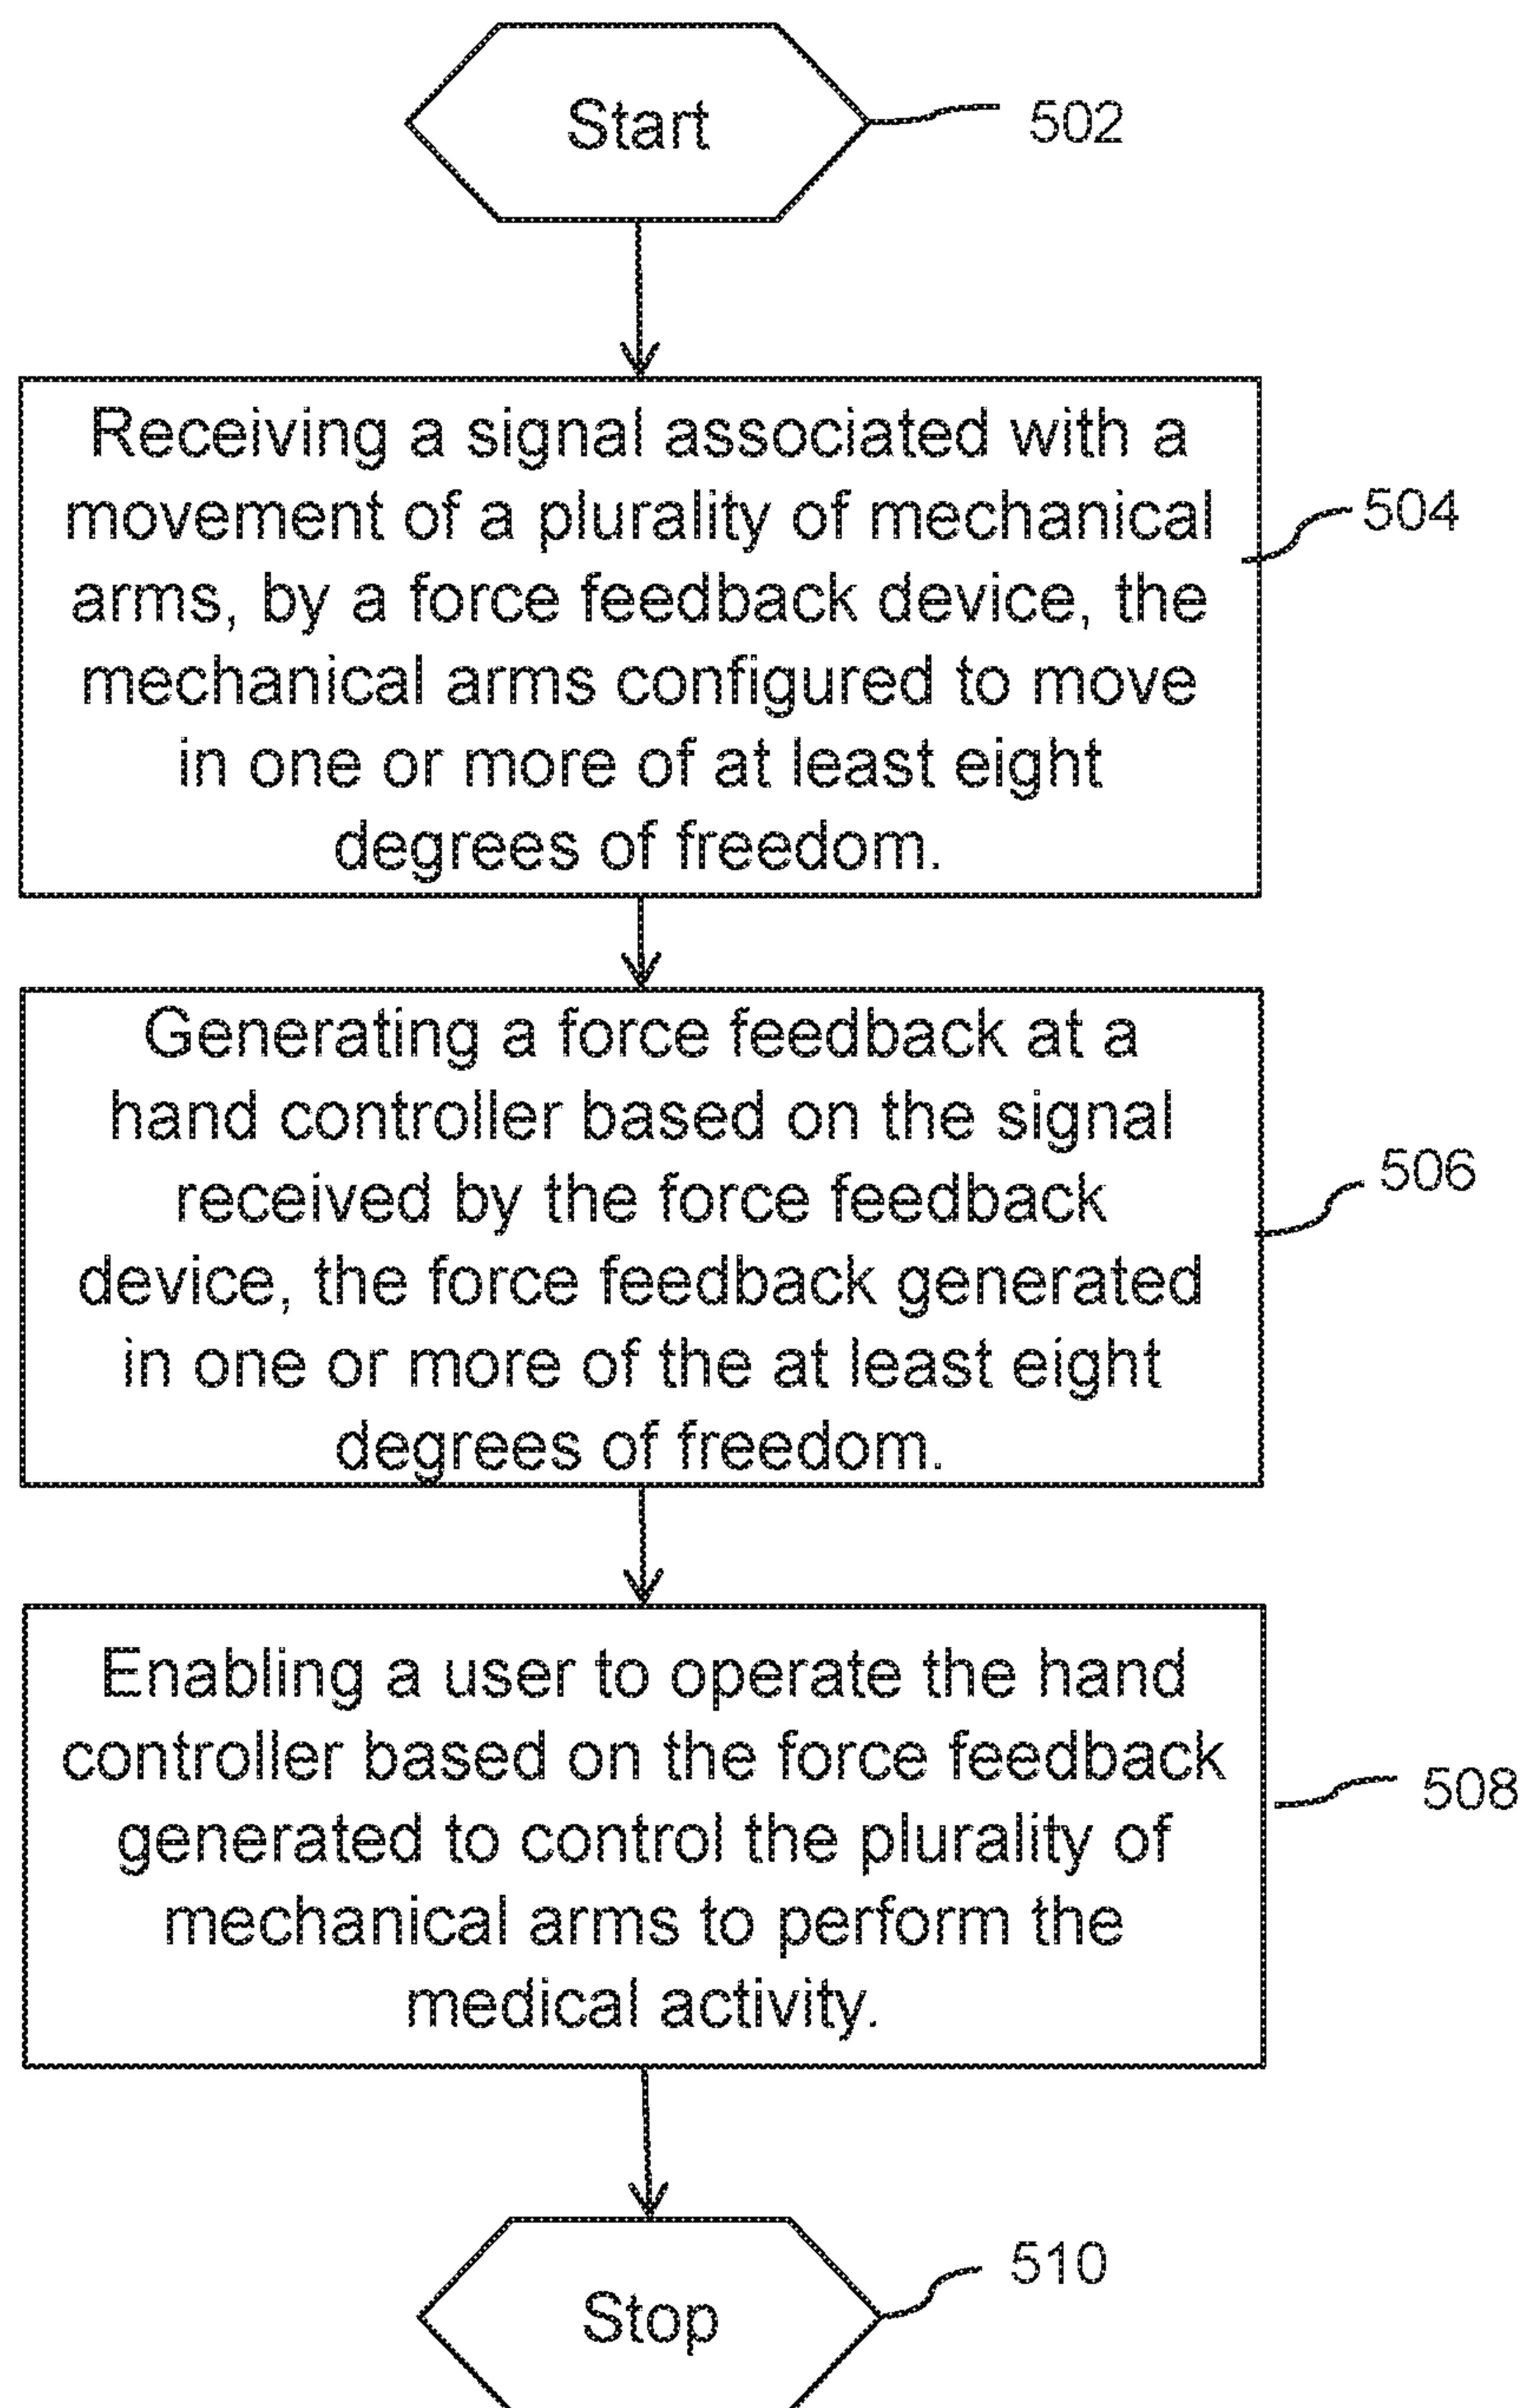 Start
502
Receiving a signal associated with a
movement of a plurality of mechanical
arms, by a force feedback device, the
mechanical arms configured to move
in one or more of at least eight
degrees of freedom.
504
Generating a force feedback at a
hand controller based on the signal
received by the force feedback
device, the force feedback generated
in one or more of the at least eight
degrees of freedom.
506
Enabling a user to operate the hand
controller based on the force feedback
generated to control the plurality of
mechanical arms to perform the
medical activity.
508
Stop
510